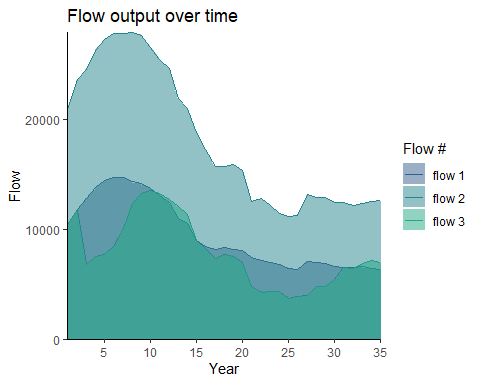 Flow output over time
20000
10000
0
Flow
5 10 15 20 25 30 35
Year
Flow #
flow 1
flow 2
flow 3